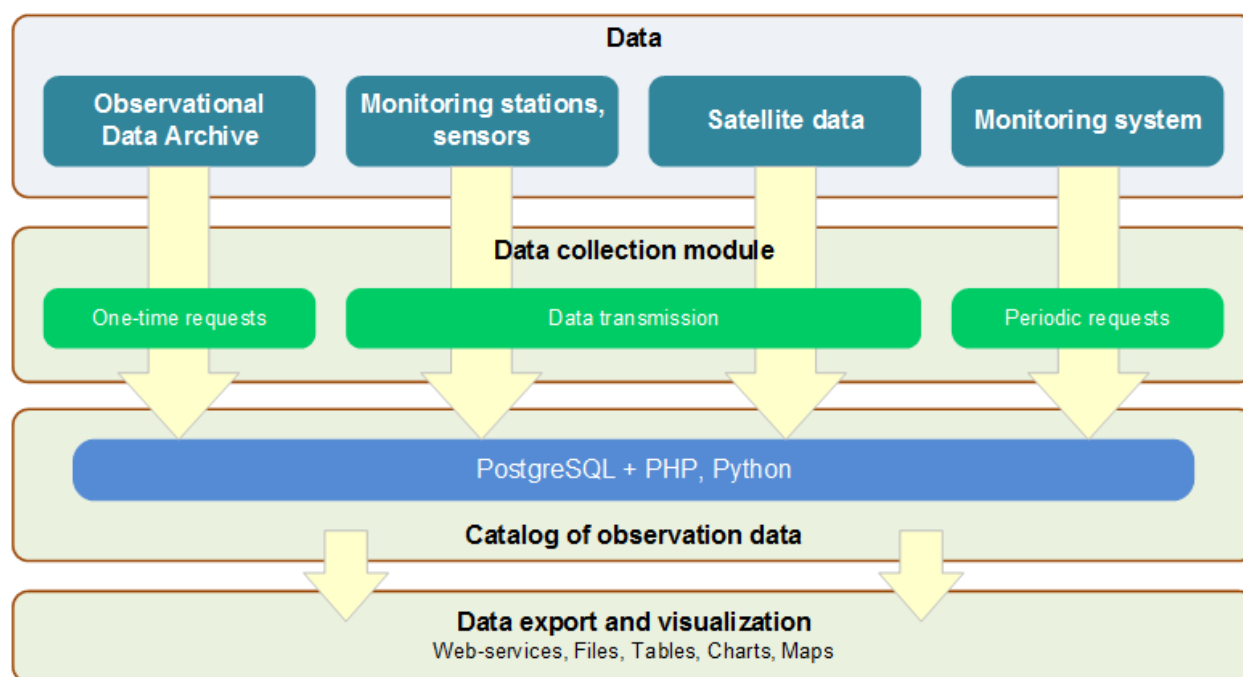 Data
Observational
Data Archive
Monitoring stations,
sensors
Satellite data
Monitoring system
Data collection module
One-time requests
Data transmission
Periodic requests
PostgreSQL + PHP, Python
Catalog of observation data
Data export and visualization
Web-services, Files, Tables, Charts, Maps